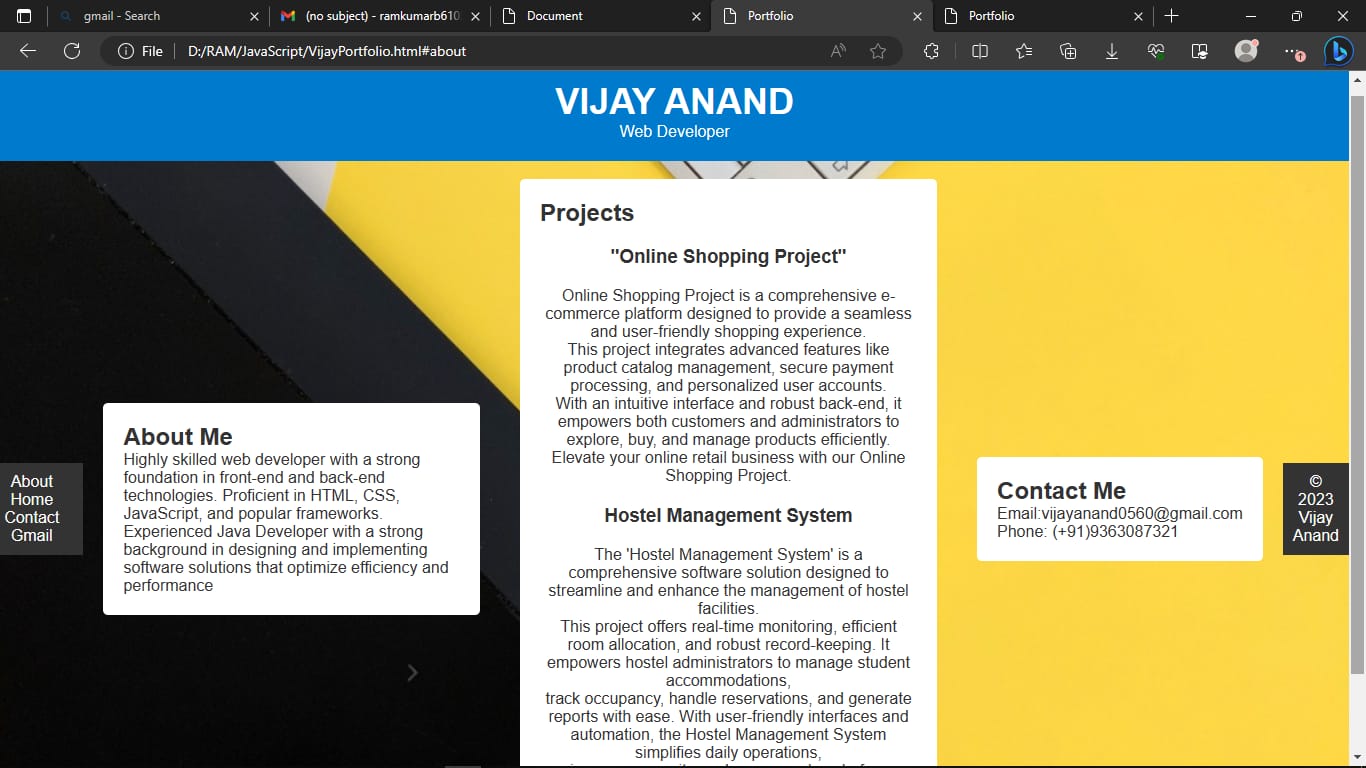 gmail - Search
(no subject) - ramkumarb610
Document
Portfolio
Portfolio
File
D:/RAM/JavaScript/VijayPortfolio.html#about
1
VIJAY ANAND
Web Developer
About
Home
Contact
Gmail
About Me
Highly skilled web developer with a strong
foundation in front-end and back-end
technologies. Proficient in HTML, CSS,
JavaScript, and popular frameworks.
Experienced Java Developer with a strong
background in designing and implementing
software solutions that optimize efficiency and
performance
Projects
"Online Shopping Project"
Online Shopping Project is a comprehensive e-
commerce platform designed to provide a seamless
and user-friendly shopping experience.
This project integrates advanced features like
product catalog management, secure payment
processing, and personalized user accounts.
With an intuitive interface and robust back-end, it
empowers both customers and administrators to
explore, buy, and manage products efficiently.
Elevate your online retail business with our Online
Shopping Project.
Hostel Management System
The 'Hostel Management System' is a
comprehensive software solution designed to
streamline and enhance the management of hostel
facilities.
This project offers real-time monitoring, efficient
room allocation, and robust record-keeping. It
empowers hostel administrators to manage student
accommodations,
track occupancy, handle reservations, and generate
reports with ease. With user-friendly interfaces and
automation, the Hostel Management System
simplifies daily operations,
Contact Me
Email:vijayanand0560@gmail.com
Phone: (+91)9363087321
©
2023
Vijay
Anand